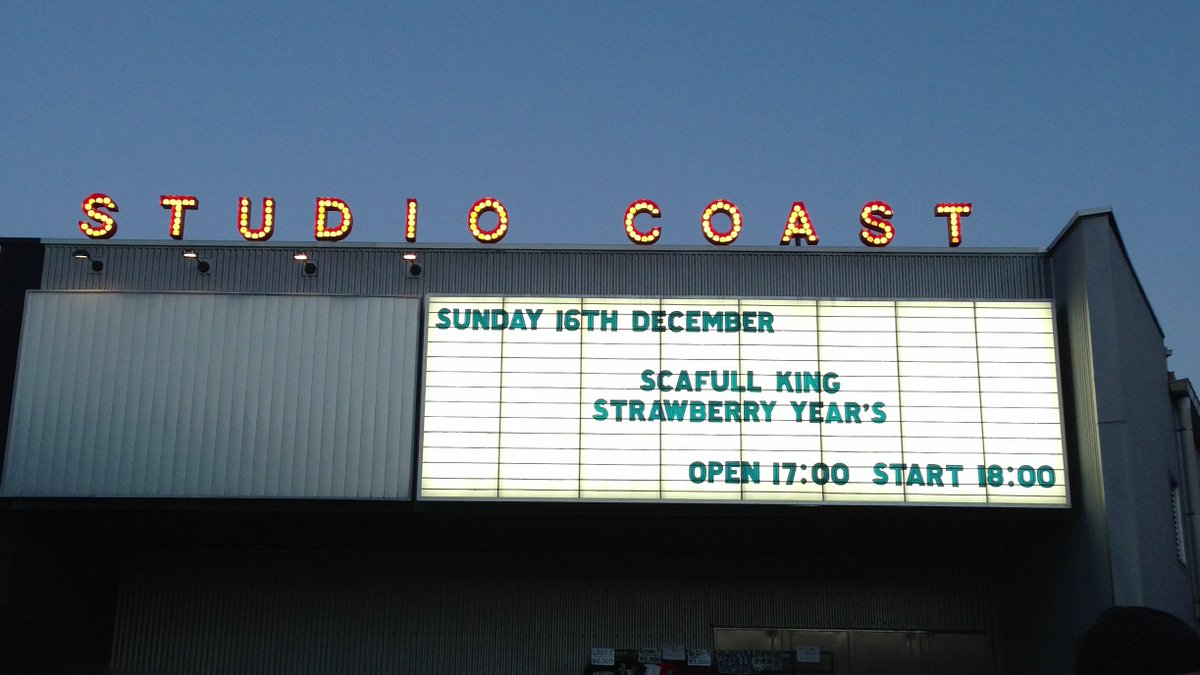 STUDIO COAST
SUNDAY 16TH DECEMBER
SCAFULL KING
STRAWBERRY YEAR'S
OPEN 17:00 START 18:00